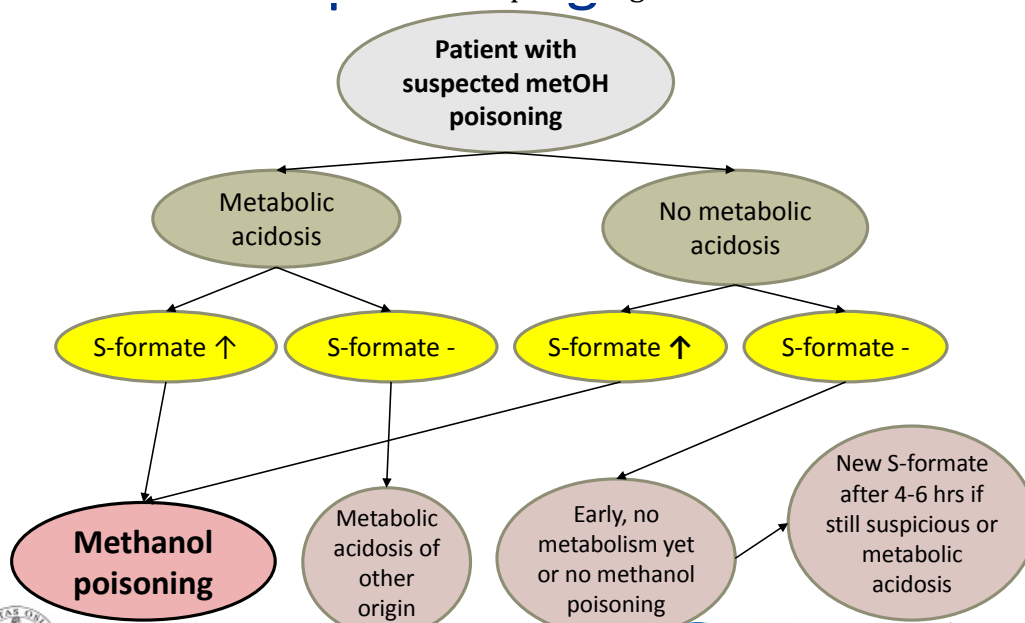 Patient with
suspected metOH
poisoning
Metabolic
acidosis
No metabolic
acidosis
S-formate ↑
S-formate -
S-formate ↑
S-formate -
Methanol
poisoning
Metabolic
acidosis of
other
origin
Early, no
metabolism yet
or no methanol
poisoning
New S-formate
after 4-6 hrs if
still suspicious or
metabolic
acidosis